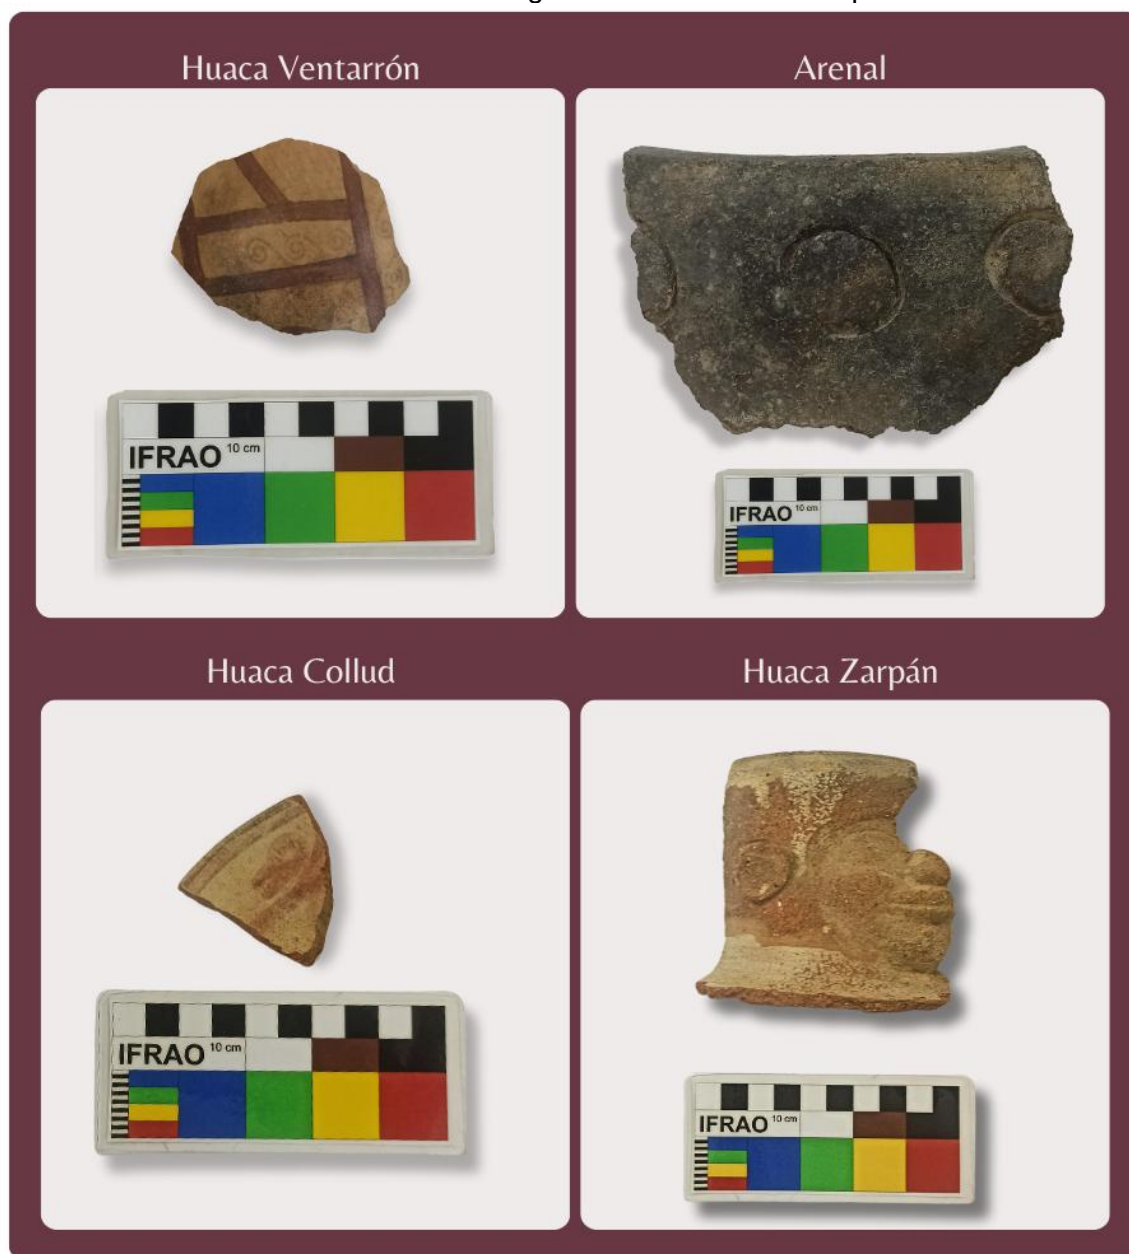 Huaca Ventarrón
Arenal
IFRAO 10 cm
IFRAO 10 cm
Huaca Collud
Huaca Zarpán
IFRAO 10 cm
IFRAO 10 cm